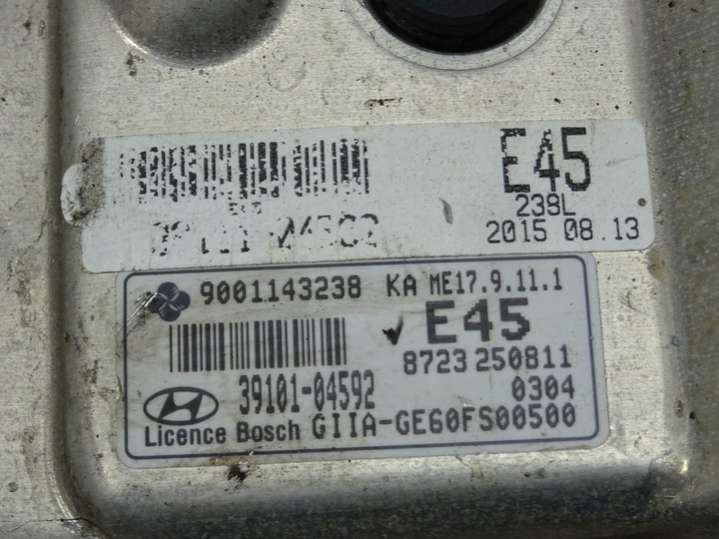 E45
238L
2015 08.13
9001143238 KA ME17.9.11.1
E45
8723 250811
39101-04592 0304
Licence Bosch GIIA-GE60FS00500